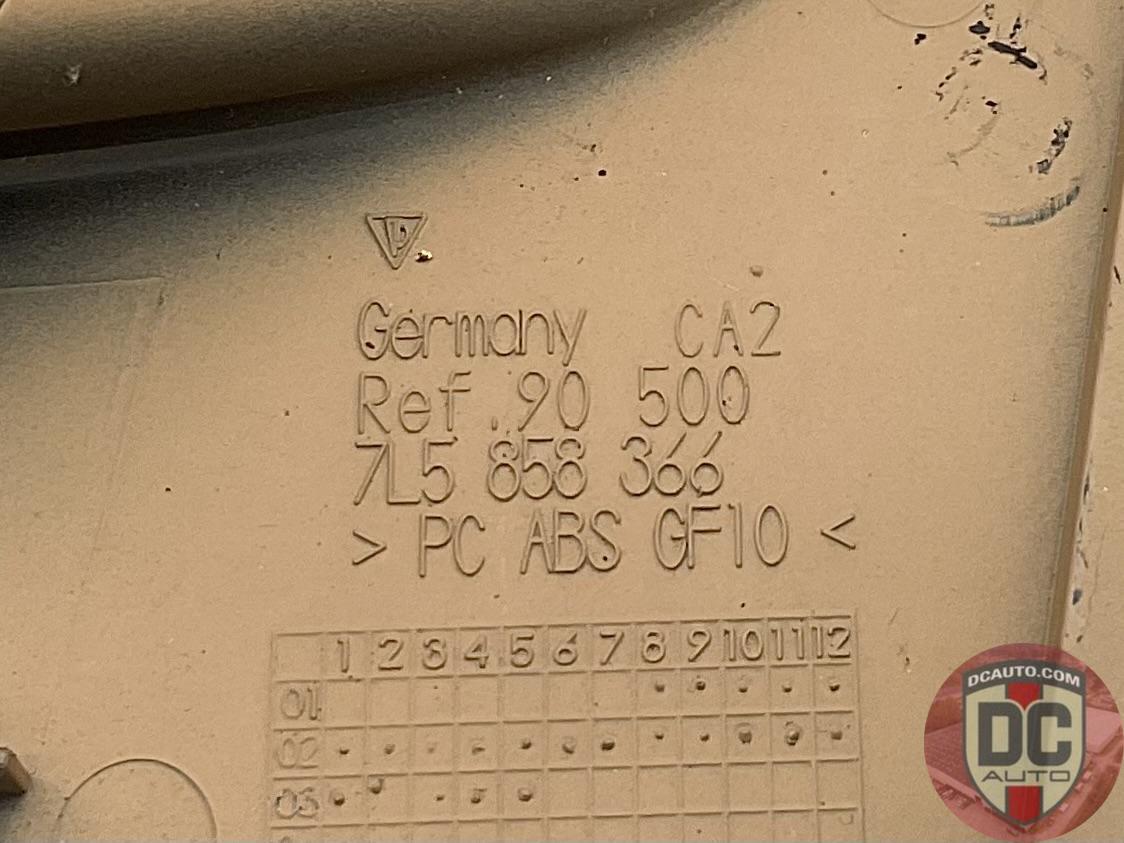 Germany CA2
Ref.90 500
7L5 858 366
> PC ABS GF10 <
1 2 3 4 5 6 7 8 9 10 11 12
01
02
03
DCAUTO.COM
DC
AUTO